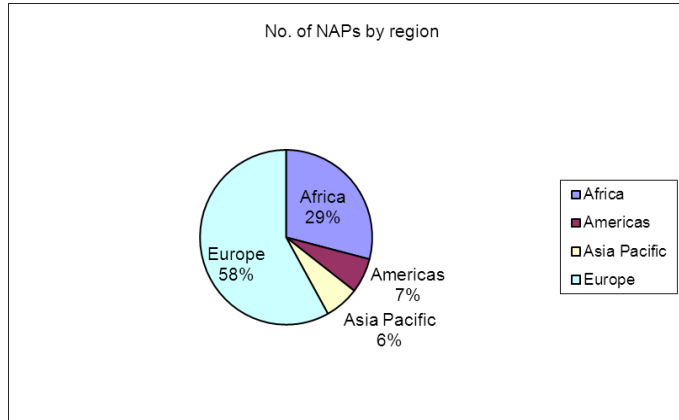 No. of NAPs by region
Africa
29%
Americas
7%
Asia Pacific
6%
Europe
58%
Africa
Americas
Asia Pacific
Europe